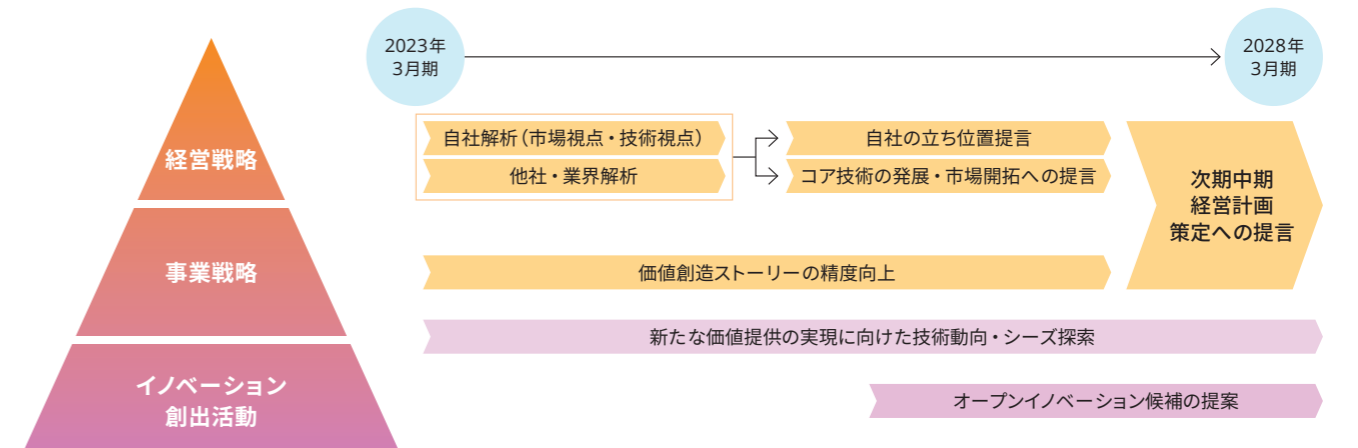 2023年
3月期
2028年
3月期
経営戦略
自社解析（市場視点・技術視点）
他社・業界解析
自社の立ち位置提言
コア技術の発展・市場開拓への提言
次期中期
経営計画
策定への提言
事業戦略
価値創造ストーリーの精度向上
新たな価値提供の実現に向けた技術動向・シーズ探索
イノベーション
創出活動
オープンイノベーション候補の提案